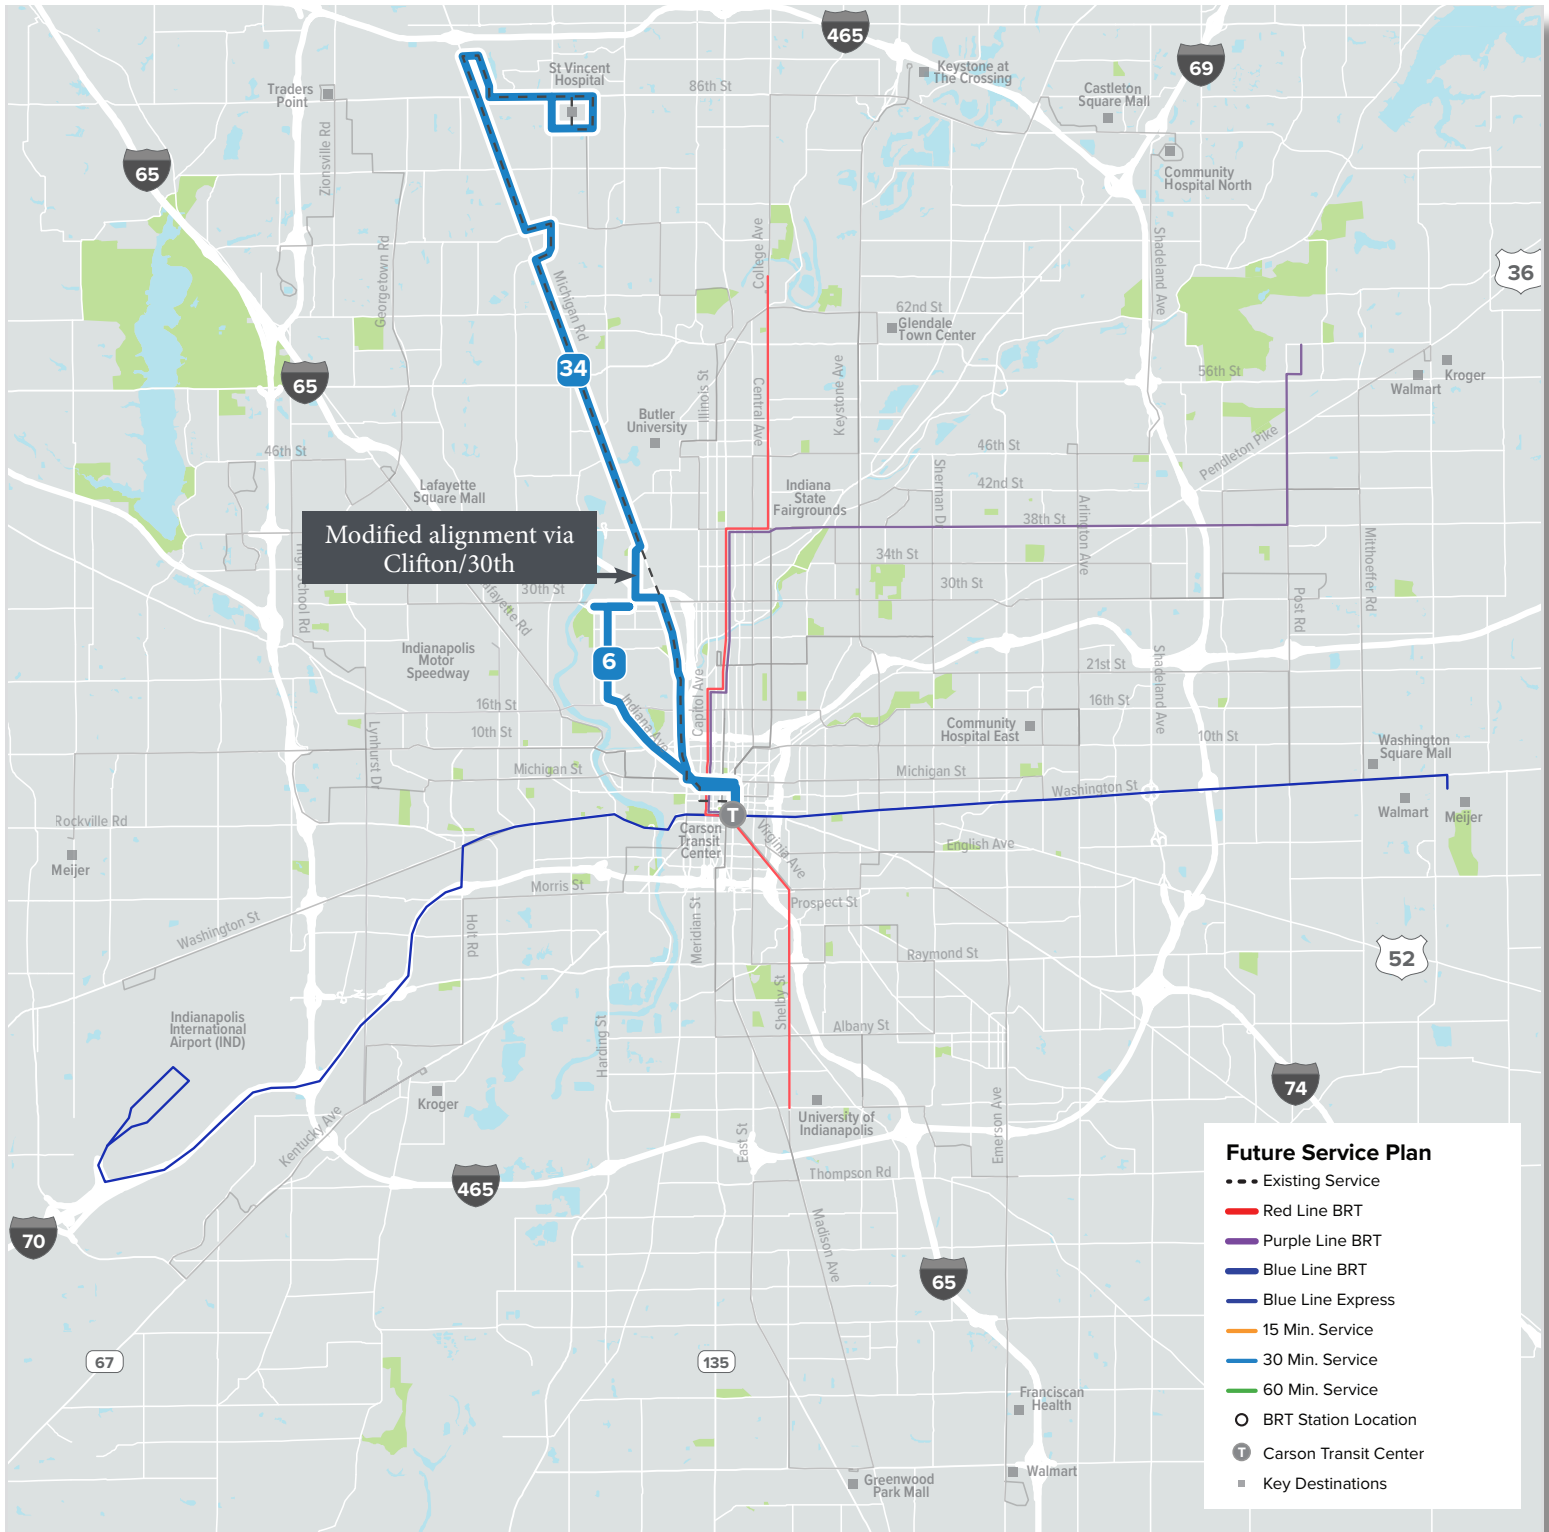 465
69
St Vincent
Hospital
86th St
Keystone at
The Crossing
Castleton
Square Mall
Traders
Point
Zionsville Rd
65
Community
Hospital North
College Ave
Shadeland Ave
Georgetown Rd
Michigan Rd
36
62nd St
Glendale
Town Center
34
65
Illinois St
Central Ave
Keystone Ave
56th St
Kroger
Walmart
Butler
University
46th St
46th St
Pendleton Pike
Lafayette
Square Mall
Indiana
State
Fairgrounds
Sherman Dr
42nd St
38th St
Arlington Ave
Modified alignment via
Clifton/30th
High School Rd
Lafayette Rd
30th St
34th St
30th St
Mitthoeffer Rd
Post Rd
Indianapolis
Motor
Speedway
6
21st St
Shadeland Ave
Capitol Ave
Indiana Ave
16th St
16th St
10th St
Community
Hospital East
10th St
Lynhurst Dr
Washington
Square Mall
Michigan St
Michigan St
Washington St
Walmart
Meijer
Rockville Rd
T
Carson
Transit
Center
Virginia Ave
English Ave
Meijer
Morris St
Prospect St
Washington St
Holt Rd
Meridian St
Raymond St
52
Shelby St
Indianapolis
International
Airport (IND)
Harding St
Albany St
Kroger
Kentucky Ave
University of
Indianapolis
East St
Emerson Ave
74
Thompson Rd
465
70
Madison Ave
65
67
135
Franciscan
Health
Walmart
Greenwood
Park Mall
Future Service Plan
Existing Service
Red Line BRT
Purple Line BRT
Blue Line BRT
Blue Line Express
15 Min. Service
30 Min. Service
60 Min. Service
BRT Station Location
T Carson Transit Center
Key Destinations